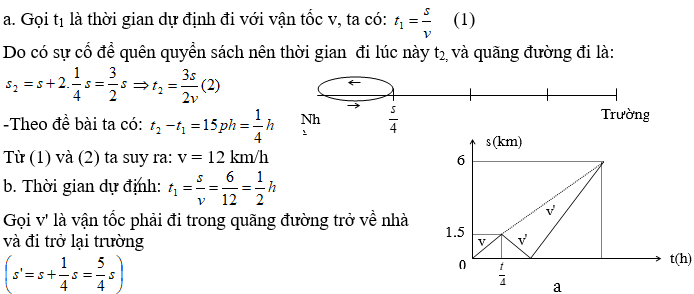 a. Gọi t₁ là thời gian dự định đi với vận tốc v, ta có: t₁ = s/v (1)
Do có sự cố để quên quyển sách nên thời gian đi lúc này t₂, và quãng đường đi là:
s₂ = s + 2.1/4 s = 3/2 s ⇒ t₂ = 3s/2v (2)
-Theo đề bài ta có: t₂ − t₁ = 15ph = 1/4 h
Nh
s/4
Trường
Từ (1) và (2) ta suy ra: v = 12 km/h
b. Thời gian dự định: t₁ = s/v = 6/12 = 1/2 h
Gọi v' là vận tốc phải đi trong quãng đường trở về nhà
và đi trở lại trường
(s' = s + 1/4 s = 5/4 s)
s(km)
6
1.5
v
v'
v'
0
t/4
t(h)
a